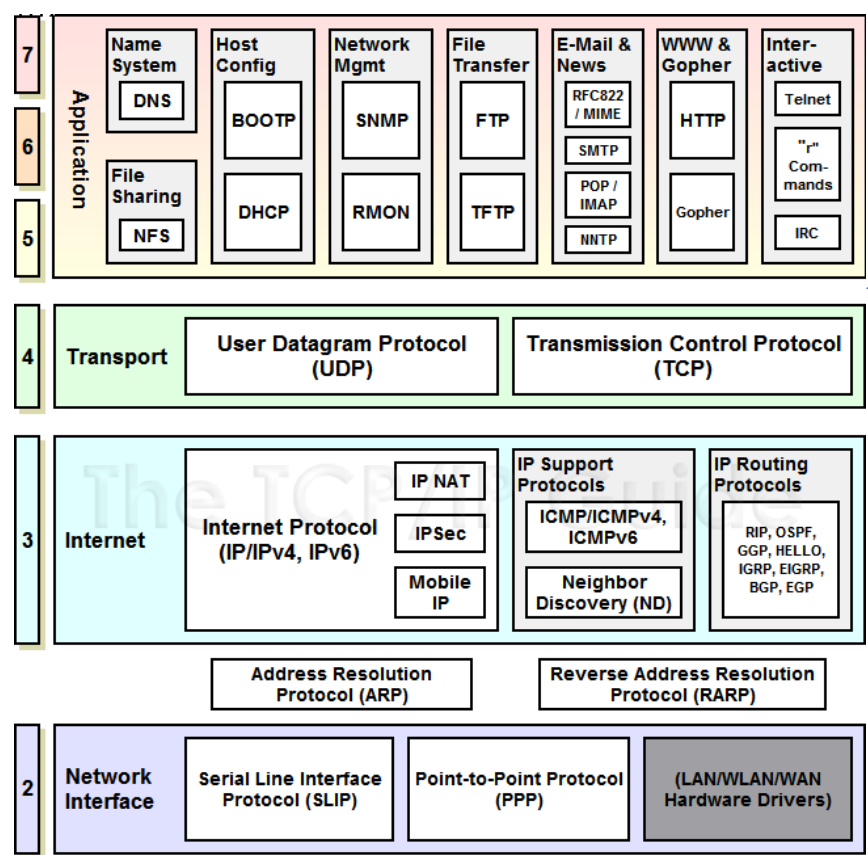 7
6
5
Application
Name
System
DNS
File
Sharing
NFS
Host
Config
BOOTP
DHCP
Network
Mgmt
SNMP
RMON
File
Transfer
FTP
TFTP
E-Mail &
News
RFC822
/ MIME
SMTP
POP /
IMAP
NNTP
WWW &
Gopher
HTTP
Gopher
Inter-
active
Telnet
"r"
Com-
mands
IRC
4
Transport
User Datagram Protocol
(UDP)
Transmission Control Protocol
(TCP)
The TCP/IP Guide
3
Internet
Internet Protocol
(IP/IPv4, IPv6)
IP NAT
IPSec
Mobile
IP
IP Support
Protocols
ICMP/ICMPv4,
ICMPv6
Neighbor
Discovery (ND)
IP Routing
Protocols
RIP, OSPF,
GGP, HELLO,
IGRP, EIGRP,
BGP, EGP
Address Resolution
Protocol (ARP)
Reverse Address Resolution
Protocol (RARP)
2
Network
Interface
Serial Line Interface
Protocol (SLIP)
Point-to-Point Protocol
(PPP)
(LAN/WLAN/WAN
Hardware Drivers)